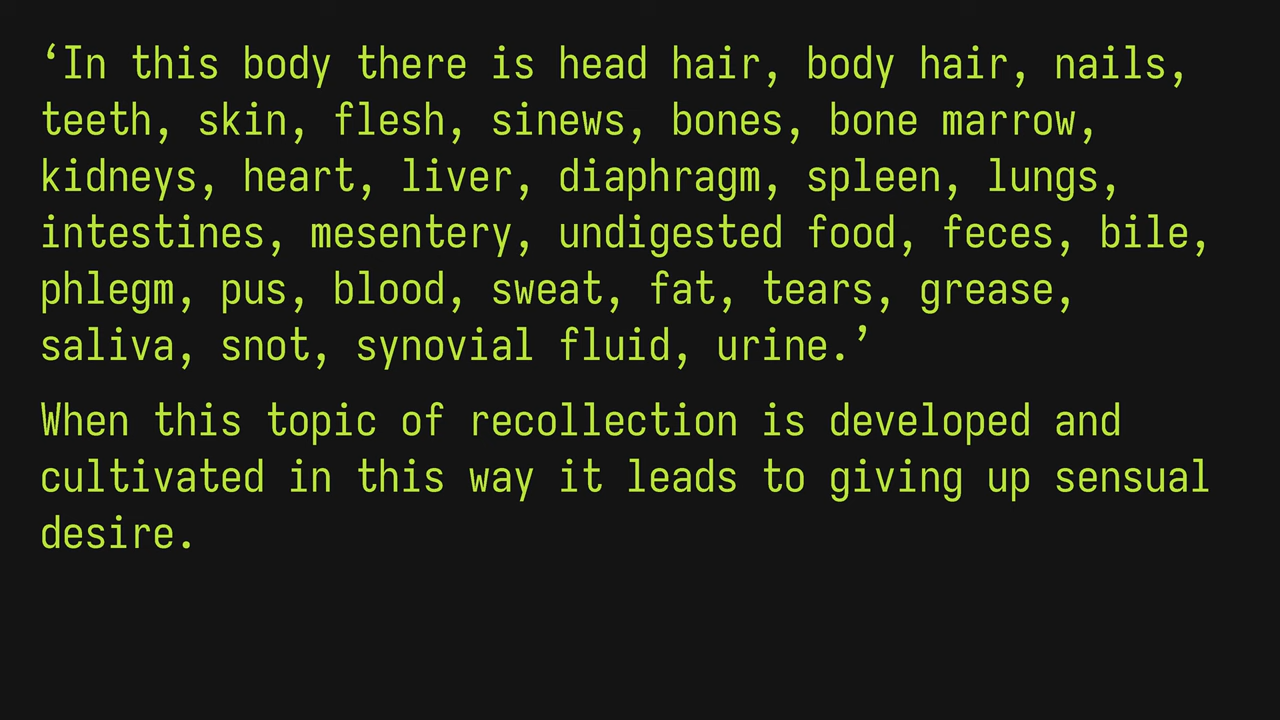 ‘In this body there is head hair, body hair, nails,
teeth, skin, flesh, sinews, bones, bone marrow,
kidneys, heart, liver, diaphragm, spleen, lungs,
intestines, mesentery, undigested food, feces, bile,
phlegm, pus, blood, sweat, fat, tears, grease,
saliva, snot, synovial fluid, urine.’
When this topic of recollection is developed and
cultivated in this way it leads to giving up sensual
desire.